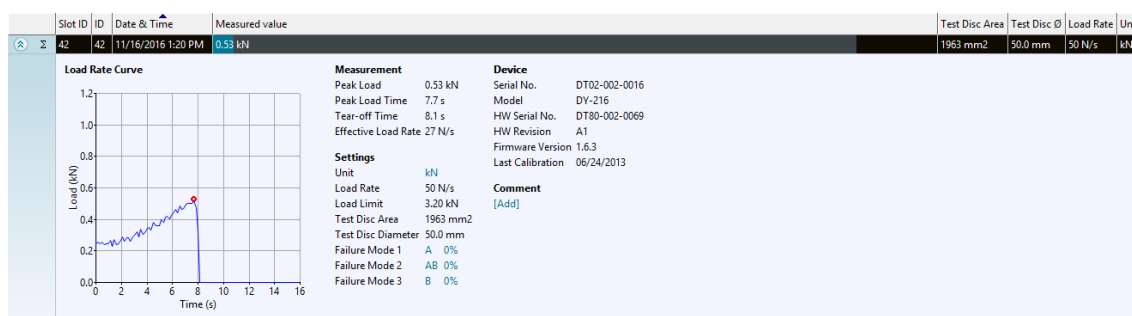 Slot ID ID Date & Time Measured value Test Disc Area Test Disc Ø Load Rate Un
Σ 42 42 11/16/2016 1:20 PM 0.53 kN 1963 mm2 50.0 mm 50 N/s kN
Load Rate Curve
1.2
1.0
0.8
0.6
0.4
0.2
0.0
Load (kN)
0 2 4 6 8 10 12 14 16
Time (s)
Measurement
Peak Load 0.53 kN
Peak Load Time 7.7 s
Tear-off Time 8.1 s
Effective Load Rate 27 N/s
Settings
Unit kN
Load Rate 50 N/s
Load Limit 3.20 kN
Test Disc Area 1963 mm2
Test Disc Diameter 50.0 mm
Failure Mode 1 A 0%
Failure Mode 2 AB 0%
Failure Mode 3 B 0%
Device
Serial No. DT02-002-0016
Model DY-216
HW Serial No. DT80-002-0069
HW Revision A1
Firmware Version 1.6.3
Last Calibration 06/24/2013
Comment
[Add]